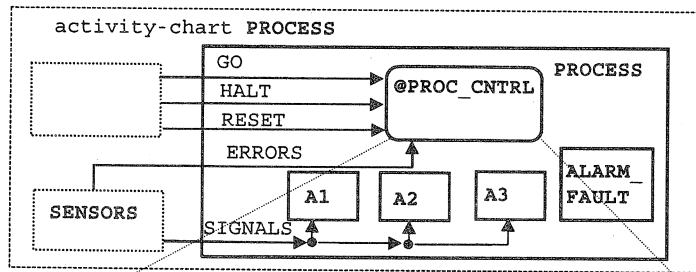 activity-chart PROCESS
GO
PROCESS
@PROC_CNTRL
HALT
RESET
ERRORS
ALARM_
FAULT
A1
A2
A3
SENSORS
SIGNALS